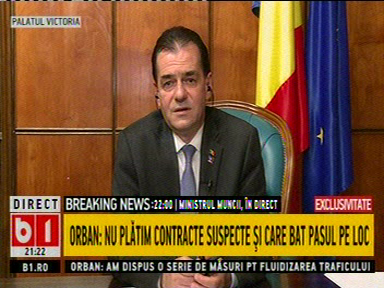 PALATUL VICTORIA
DIRECT
BREAKING NEWS 22:00 | MINISTRUL MUNCII, ÎN DIRECT
EXCLUSIVITATE
b1
ORBAN: NU PLĂTIM CONTRACTE SUSPECTE ŞI CARE BAT PASUL PE LOC
21:22
B1.RO
ORBAN: AM DISPUS O SERIE DE MĂSURI PT FLUIDIZAREA TRAFICULUI